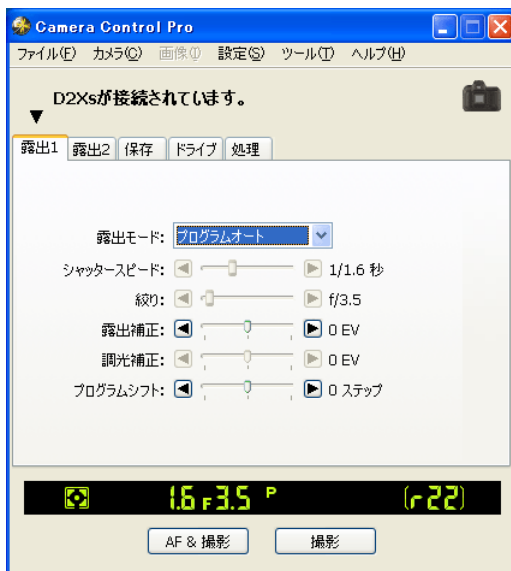 Camera Control Pro
ファイル(F) カメラ(C) 画像(I) 設定(S) ツール(T) ヘルプ(H)
D2Xsが接続されています。
露出1 露出2 保存 ドライブ 処理
露出モード: プログラムオート
シャッタースピード: 1/1.6 秒
絞り: f/3.5
露出補正: 0 EV
調光補正: 0 EV
プログラムシフト: 0 ステップ
1.6 F3.5 P (r22)
AF & 撮影 撮影